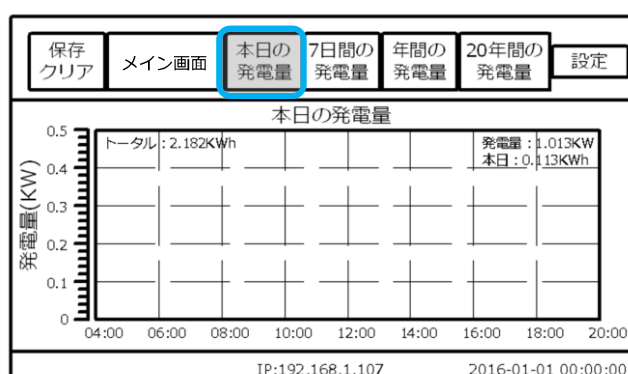 保存
クリア
メイン画面
本日の
発電量
7日間の
発電量
年間の
発電量
20年間の
発電量
設定
本日の発電量
トータル:2.182KWh
発電量:1.013KW
本日:0.113KWh
発電量(KW)
0.5
0.4
0.3
0.2
0.1
0
04:00 06:00 08:00 10:00 12:00 14:00 16:00 18:00 20:00
IP:192.168.1.107 2016-01-01 00:00:00